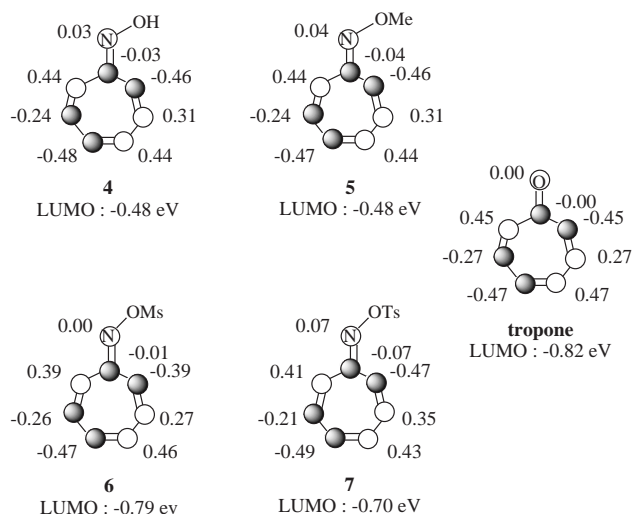 0.03 N OH
-0.03
0.44 -0.46
-0.24 0.31
-0.48 0.44
4
LUMO : -0.48 eV
0.04 N OMe
-0.04
0.44 -0.46
-0.24 0.31
-0.47 0.44
5
LUMO : -0.48 eV
0.00 O
-0.00
0.45 -0.45
-0.27 0.27
-0.47 0.47
tropone
LUMO : -0.82 eV
0.00 N OMs
-0.01
0.39 -0.39
-0.26 0.27
-0.47 0.46
6
LUMO : -0.79 ev
0.07 N OTs
-0.07
0.41 -0.47
-0.21 0.35
-0.49 0.43
7
LUMO : -0.70 eV